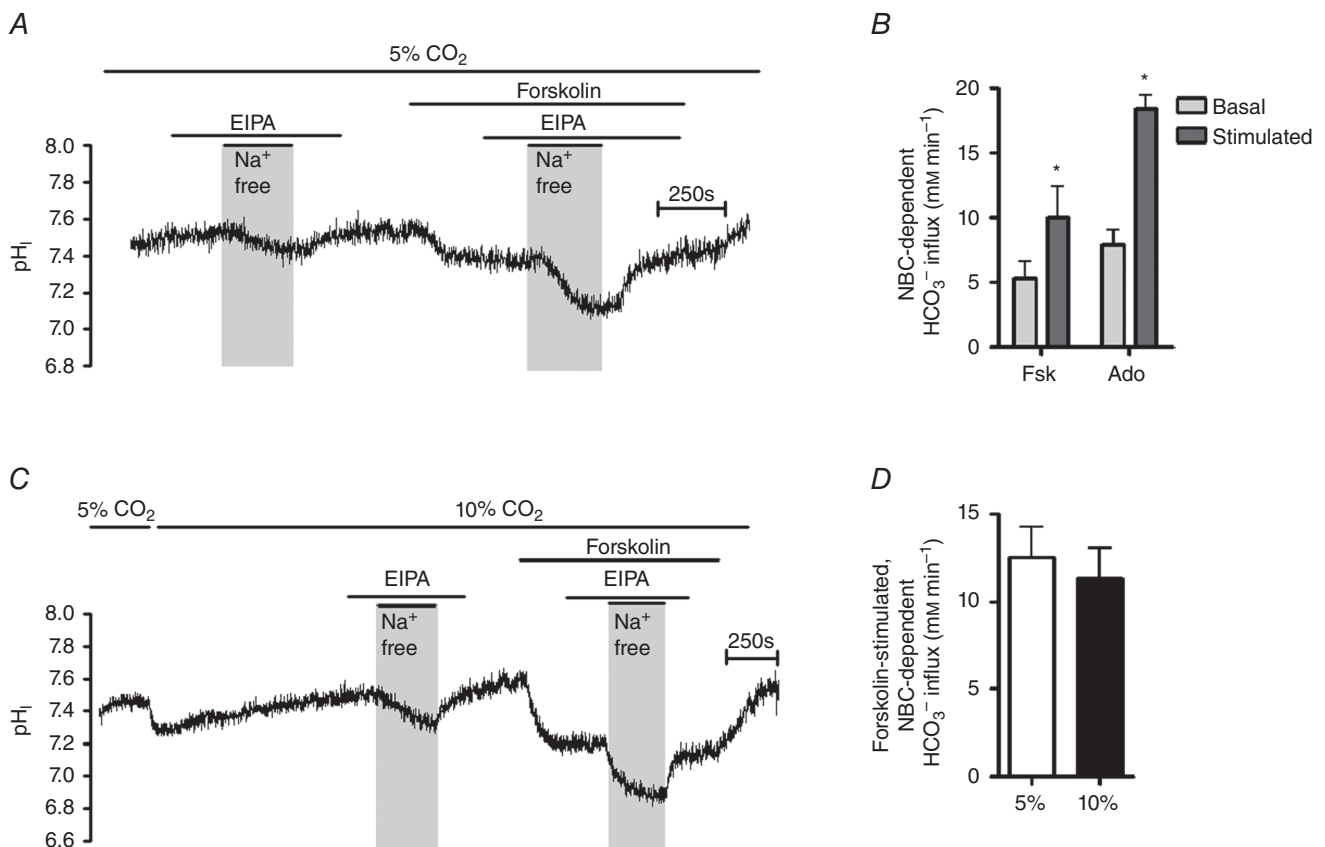 A
5% CO₂
Forskolin
EIPA
EIPA
Na⁺
free
Na⁺
free
250s
8.0
7.8
7.6
7.4
7.2
7.0
6.8
pHᵢ
B
NBC-dependent
HCO₃⁻ influx (mM min⁻¹)
20
15
10
5
0
*
*
Basal
Stimulated
Fsk
Ado
C
5% CO₂
10% CO₂
Forskolin
EIPA
EIPA
Na⁺
free
Na⁺
free
250s
8.0
7.8
7.6
7.4
7.2
7.0
6.8
6.6
pHᵢ
D
Forskolin-stimulated,
NBC-dependent
HCO₃⁻ influx (mM min⁻¹)
15
10
5
0
5%
10%